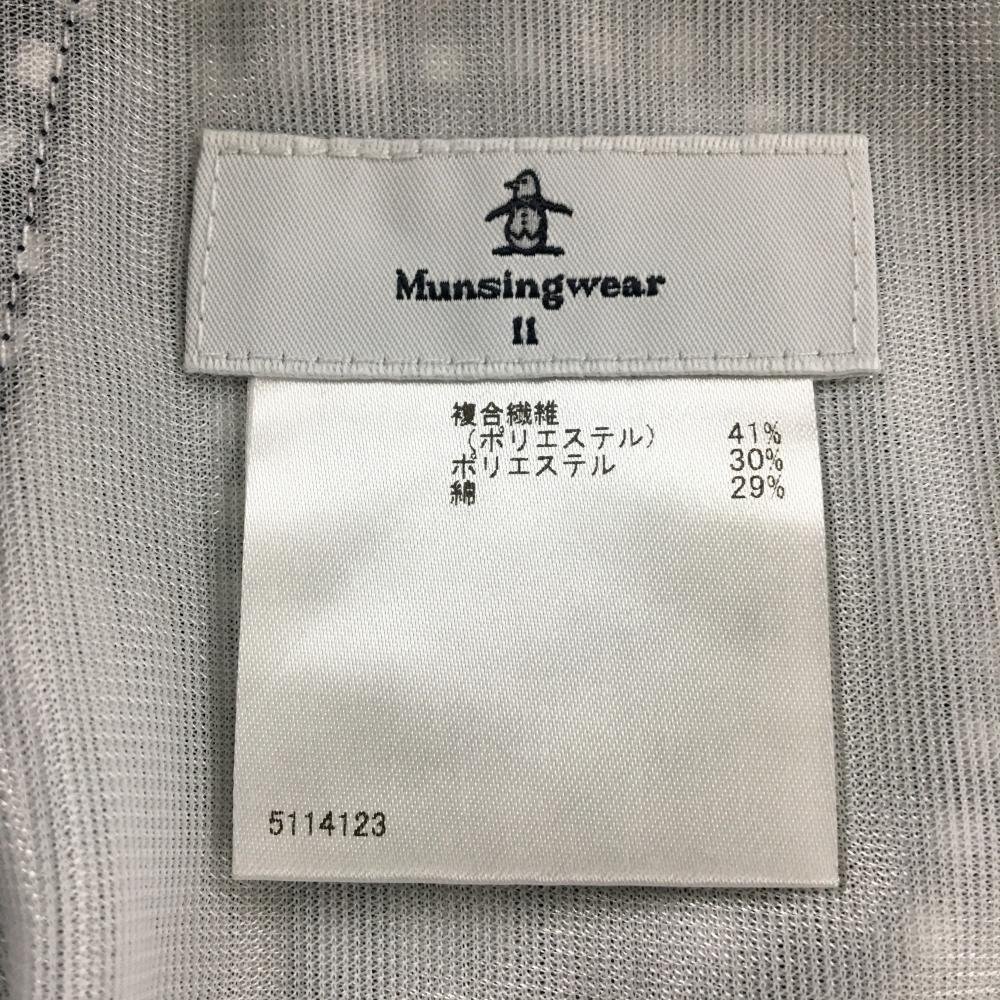 Munsingwear
11
複合繊維
(ポリエステル) 41%
ポリエステル 30%
綿 29%
5114123